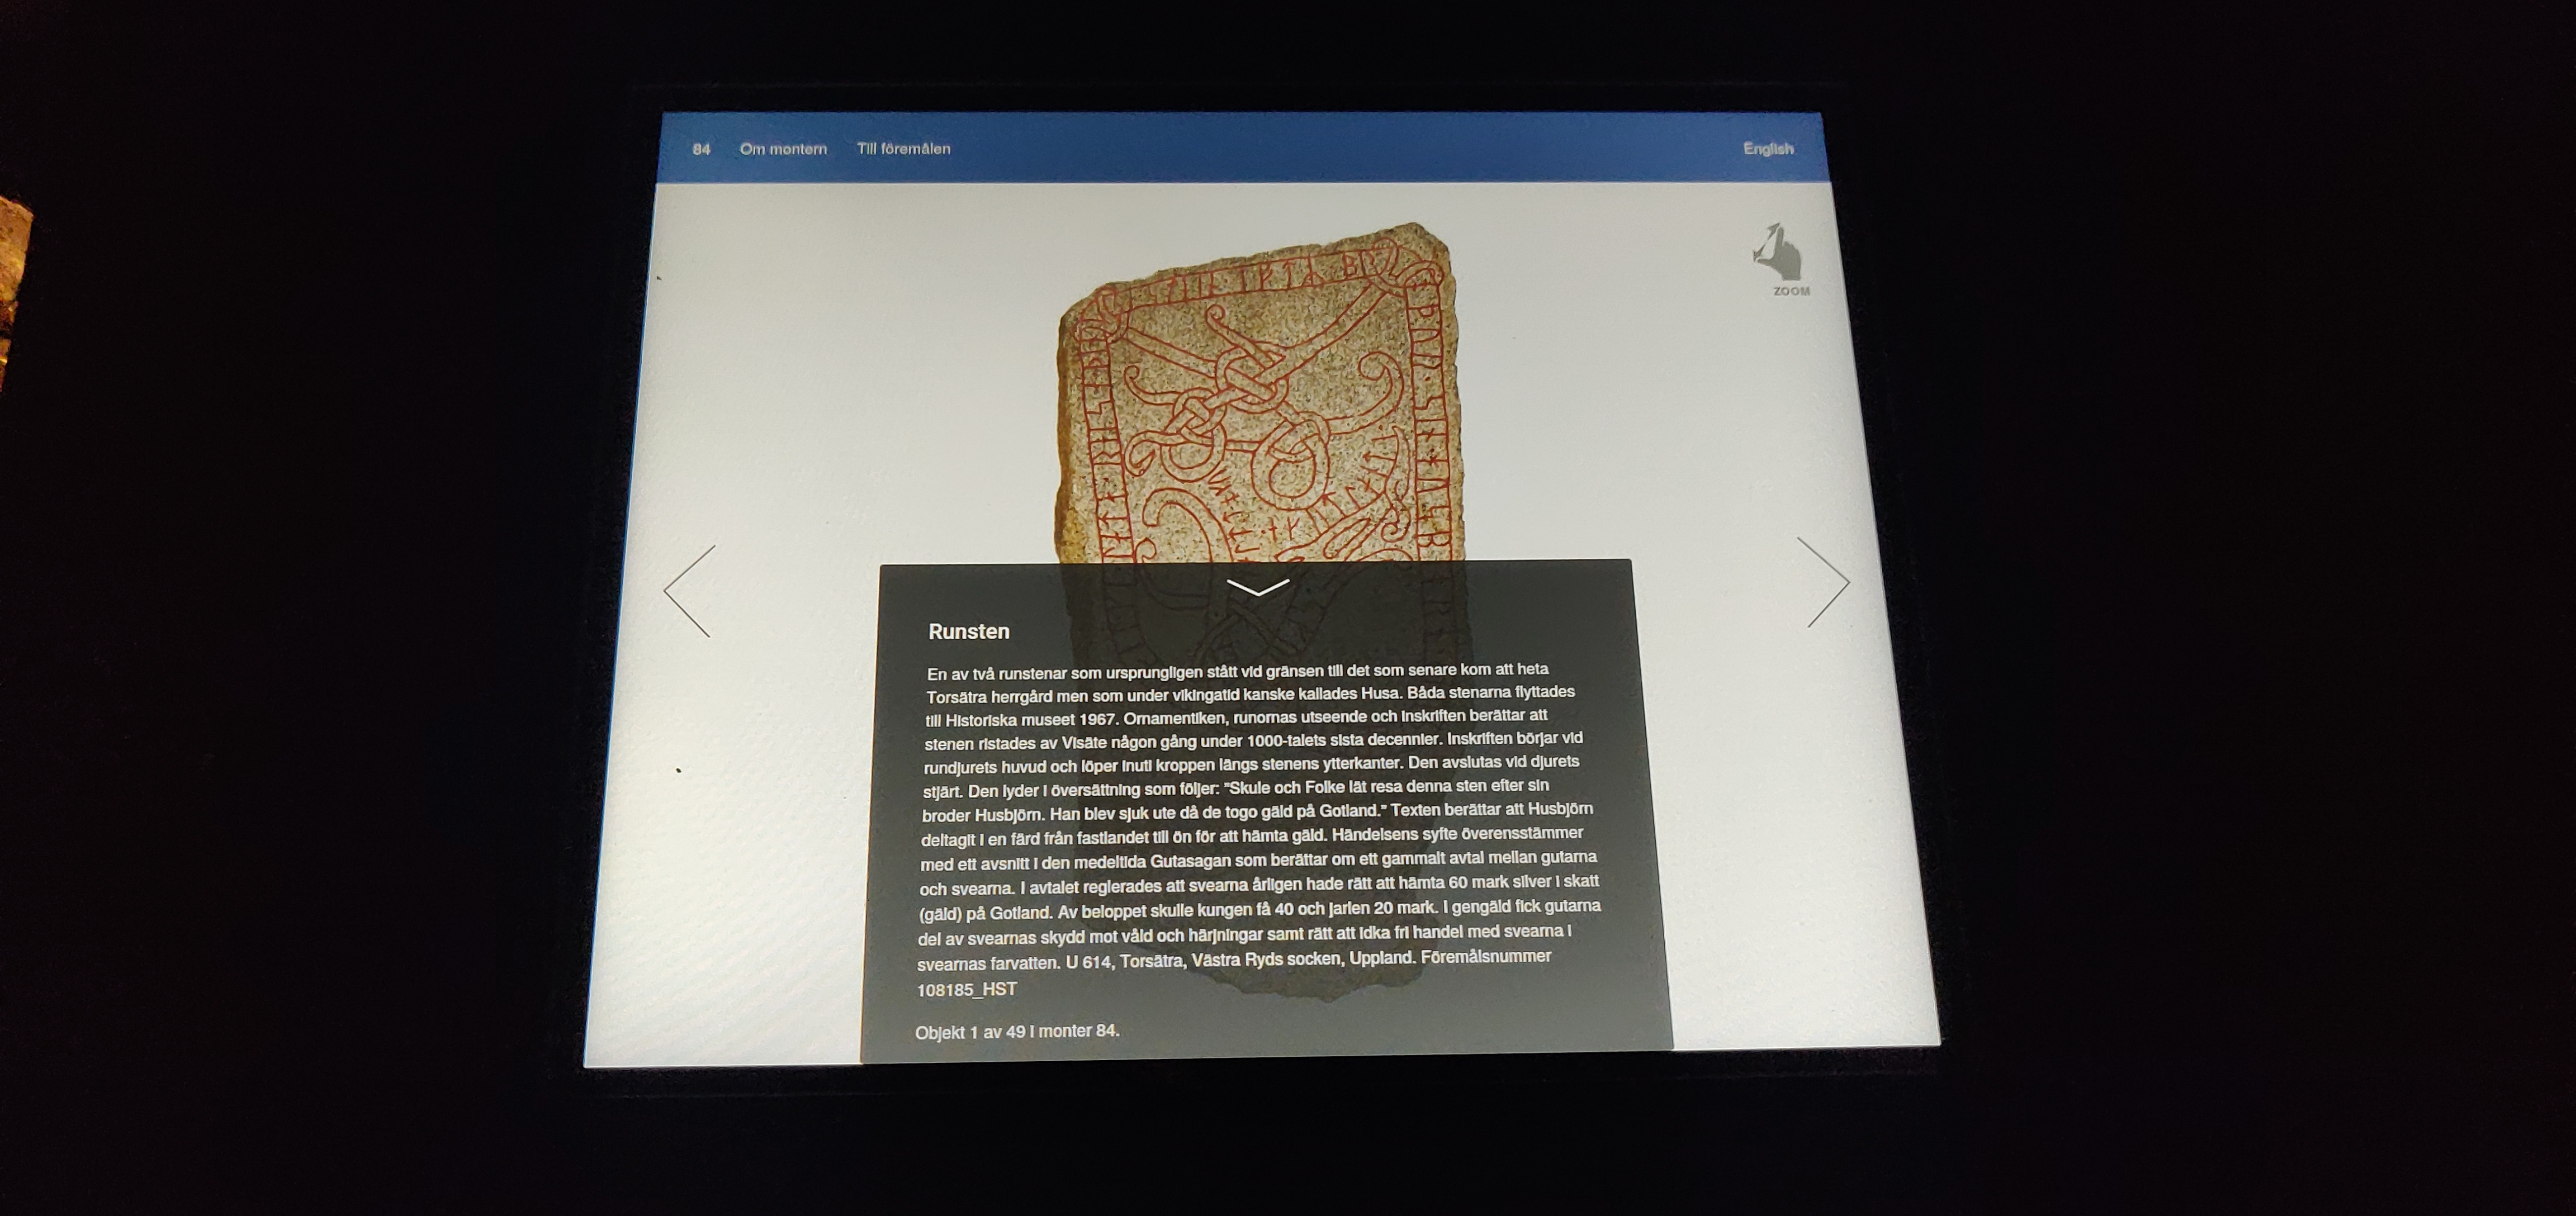 84 Om montern Till föremålen English
ZOOM
Runsten
En av två runstenar som ursprungligen stått vid gränsen till det som senare kom att heta
Torsätra herrgård men som under vikingatid kanske kallades Husa. Båda stenarna flyttades
till Historiska museet 1967. Ornamentiken, runornas utseende och inskriften berättar att
stenen ristades av Visäte någon gång under 1000-talets sista decennier. Inskriften börjar vid
rundjurets huvud och löper inuti kroppen längs stenens ytterkanter. Den avslutas vid djurets
stjärt. Den lyder i översättning som följer: "Skule och Folke lät resa denna sten efter sin
broder Husbjörn. Han blev sjuk ute då de togo gäld på Gotland." Texten berättar att Husbjörn
deltagit i en färd från fastlandet till ön för att hämta gäld. Händelsens syfte överensstämmer
med ett avsnitt i den medeltida Gutasagan som berättar om ett gammalt avtal mellan gutarna
och svearna. I avtalet reglerades att svearna årligen hade rätt att hämta 60 mark silver i skatt
(gäld) på Gotland. Av beloppet skulle kungen få 40 och jarlen 20 mark. I gengäld fick gutarna
del av svearnas skydd mot våld och härjningar samt rätt att idka fri handel med svearna i
svearnas farvatten. U 614, Torsätra, Västra Ryds socken, Uppland. Föremålsnummer
108185_HST
Objekt 1 av 49 i monter 84.